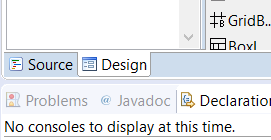 GridB...
BoxL
Source Design
Problems @ Javadoc Declaration
No consoles to display at this time.